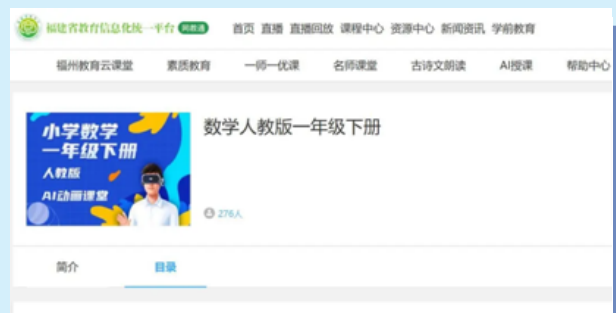 福建省教育信息化统一平台 闽教通 首页 直播 直播回放 课程中心 资源中心 新闻资讯 学前教育
福州教育云课堂 素质教育 一师一优课 名师课堂 古诗文朗读 AI授课 帮助中心
小学数学
一年级下册
人教版
AI动画课堂
数学人教版一年级下册
276人
简介 目录